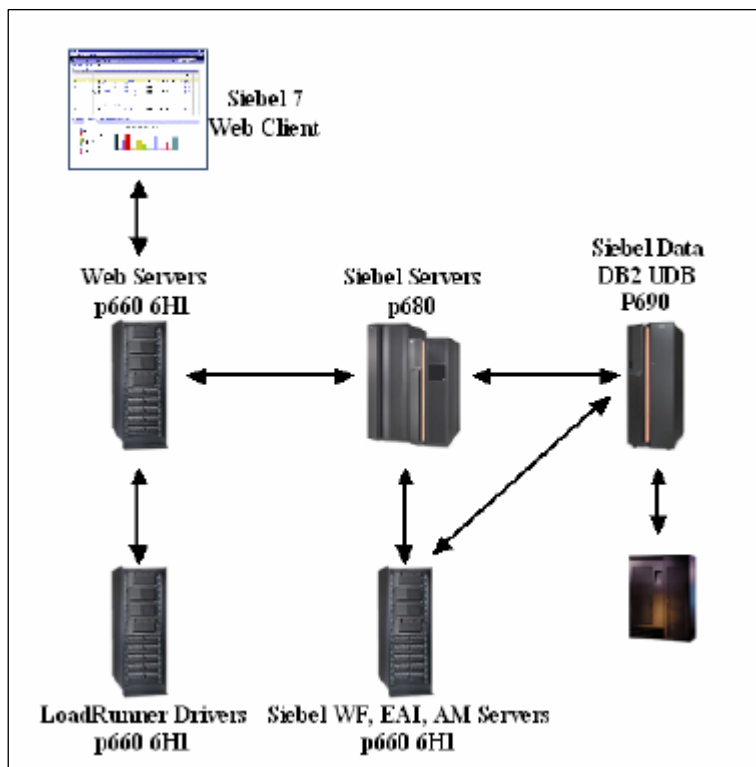 Siebel 7
Web Client
Web Servers
p660 6H1
Siebel Servers
p680
Siebel Data
DB2 UDB
P690
LoadRunner Drivers
p660 6H1
Siebel WF, EAI, AM Servers
p660 6H1